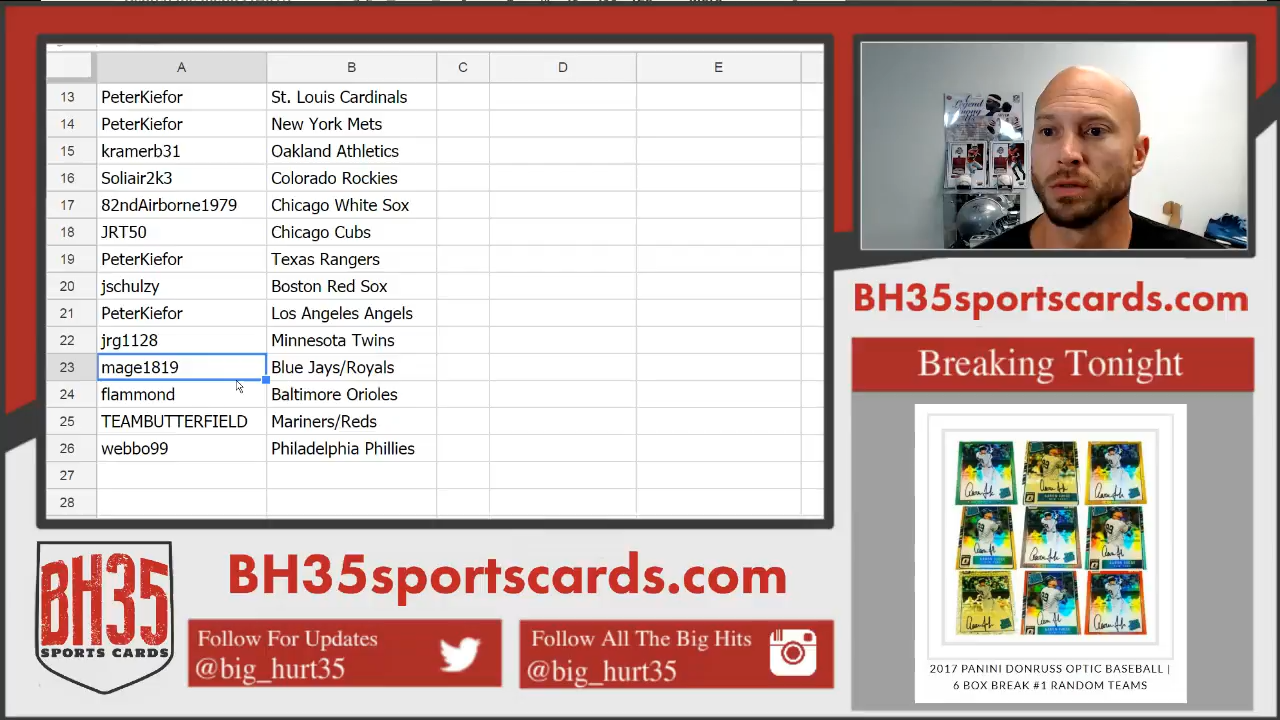 A B C D E
13 PeterKiefor St. Louis Cardinals
14 PeterKiefor New York Mets
15 kramerb31 Oakland Athletics
16 Soliair2k3 Colorado Rockies
17 82ndAirborne1979 Chicago White Sox
18 JRT50 Chicago Cubs
19 PeterKiefor Texas Rangers
20 jschulzy Boston Red Sox
21 PeterKiefor Los Angeles Angels
22 jrg1128 Minnesota Twins
23 mage1819 Blue Jays/Royals
24 flammond Baltimore Orioles
25 TEAMBUTTERFIELD Mariners/Reds
26 webbo99 Philadelphia Phillies
27
28
BH35sportscards.com
Breaking Tonight
2017 PANINI DONRUSS OPTIC BASEBALL |
6 BOX BREAK #1 RANDOM TEAMS
BH35
SPORTS CARDS
BH35sportscards.com
Follow For Updates
@big_hurt35
Follow All The Big Hits
@big_hurt35